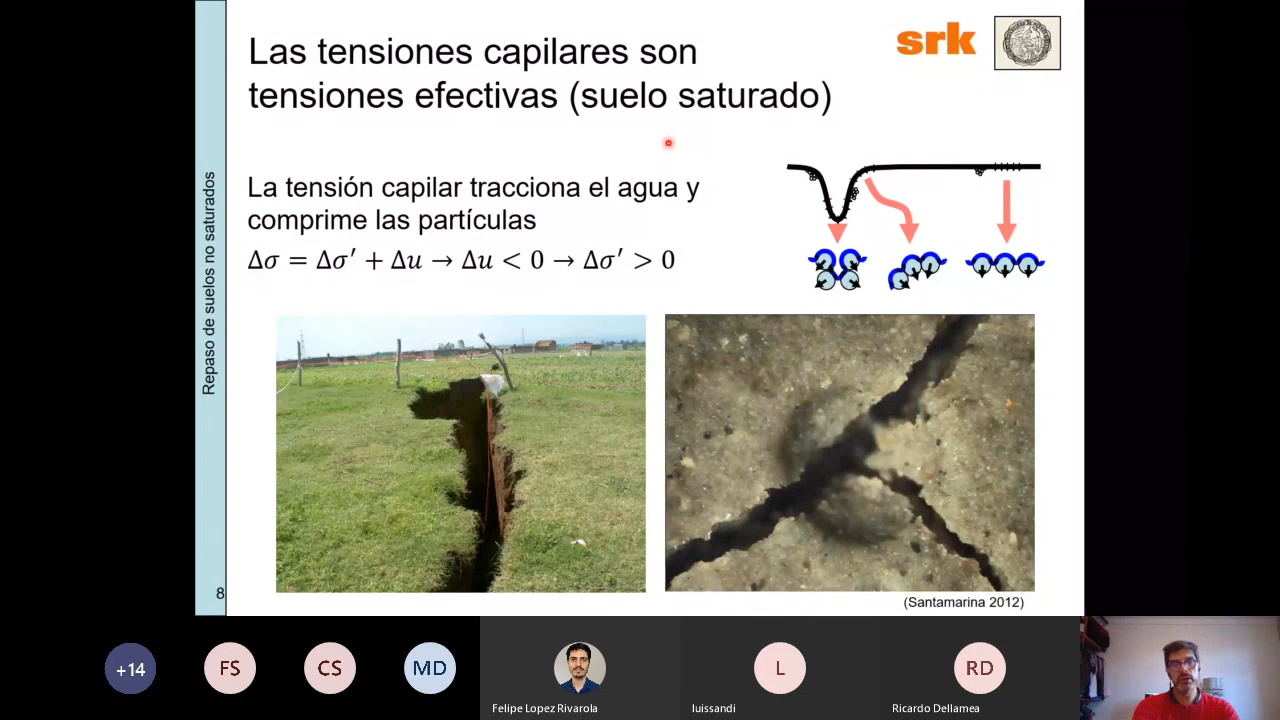 Las tensiones capilares son
tensiones efectivas (suelo saturado)
srk
Repaso de suelos no saturados
La tensión capilar tracciona el agua y
comprime las partículas
Δσ = Δσ′ + Δu → Δu < 0 → Δσ′ > 0
8
(Santamarina 2012)
+14
FS
CS
MD
L
RD
Felipe Lopez Rivarola
luissandi
Ricardo Dellamea